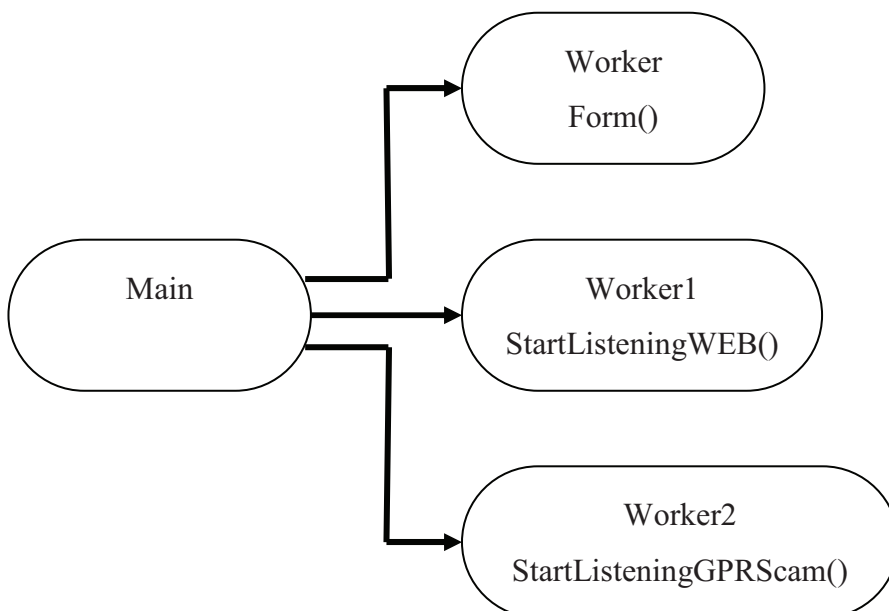 Worker
Form()
Main
Worker1
StartListeningWEB()
Worker2
StartListeningGPRScam()